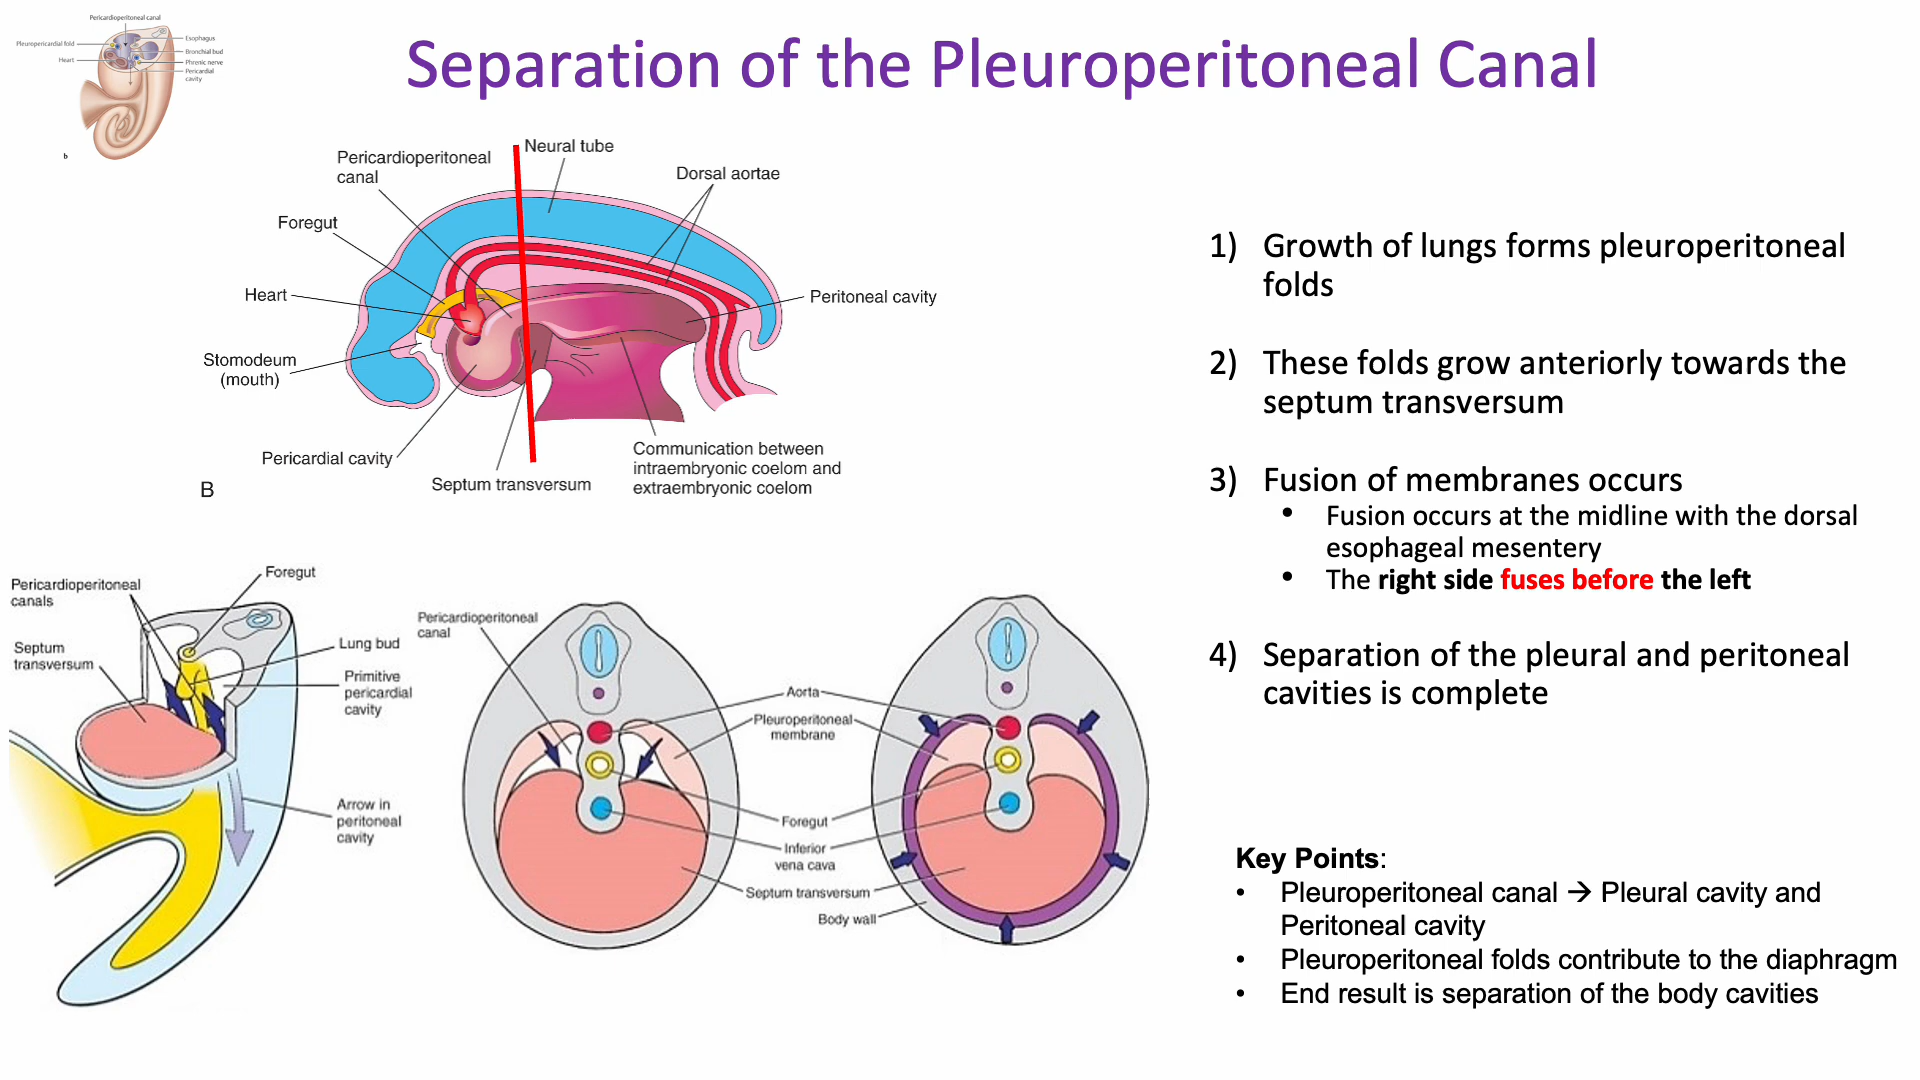 Separation of the Pleuroperitoneal Canal
Pericardioperitoneal canal
Pleuropericardial fold
Heart
Esophagus
Bronchial bud
Phrenic nerve
Pericardial
cavity
b
Neural tube
Pericardioperitoneal
canal
Dorsal aortae
Foregut
Heart
Peritoneal cavity
Stomodeum
(mouth)
Pericardial cavity
Septum transversum
Communication between
intraembryonic coelom and
extraembryonic coelom
B
1) Growth of lungs forms pleuroperitoneal
folds
2) These folds grow anteriorly towards the
septum transversum
3) Fusion of membranes occurs
• Fusion occurs at the midline with the dorsal
esophageal mesentery
• The right side fuses before the left
4) Separation of the pleural and peritoneal
cavities is complete
Foregut
Pericardioperitoneal
canals
Septum
transversum
Lung bud
Primitive
pericardial
cavity
Arrow in
peritoneal
cavity
Pericardioperitoneal
canal
Aorta
Pleuroperitoneal
membrane
Foregut
Inferior
vena cava
Septum transversum
Body wall
Key Points:
• Pleuroperitoneal canal → Pleural cavity and
Peritoneal cavity
• Pleuroperitoneal folds contribute to the diaphragm
• End result is separation of the body cavities